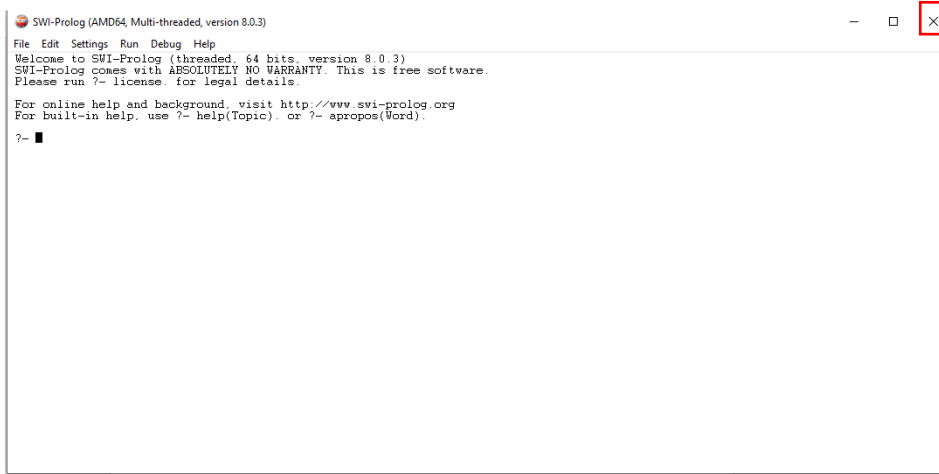 SWI-Prolog (AMD64, Multi-threaded, version 8.0.3)
File Edit Settings Run Debug Help
Welcome to SWI-Prolog (threaded, 64 bits, version 8.0.3)
SWI-Prolog comes with ABSOLUTELY NO WARRANTY. This is free software.
Please run ?- license. for legal details.
For online help and background, visit http://www.swi-prolog.org
For built-in help, use ?- help(Topic). or ?- apropos(Word).
?-